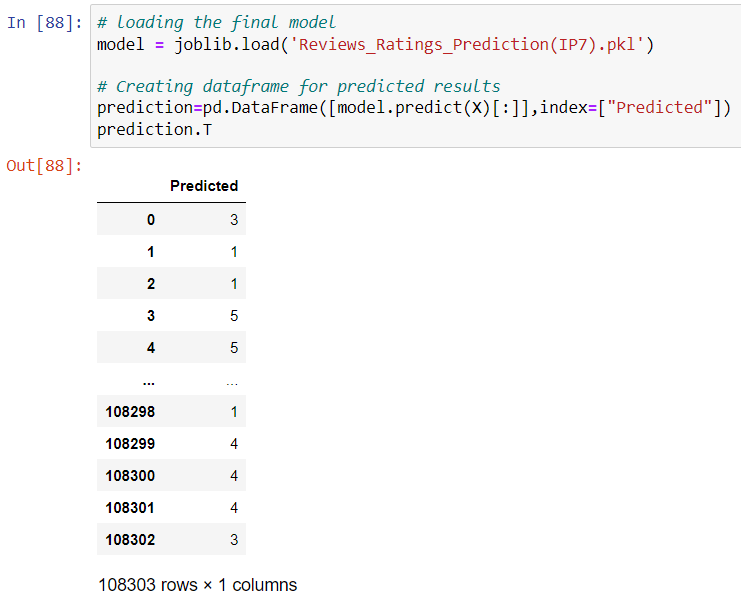 In [88]: # loading the final model
model = joblib.load('Reviews_Ratings_Prediction(IP7).pkl')
# Creating dataframe for predicted results
prediction=pd.DataFrame([model.predict(X)[:]],index=["Predicted"])
prediction.T
Out[88]:
Predicted
0 3
1 1
2 1
3 5
4 5
... ...
108298 1
108299 4
108300 4
108301 4
108302 3
108303 rows × 1 columns